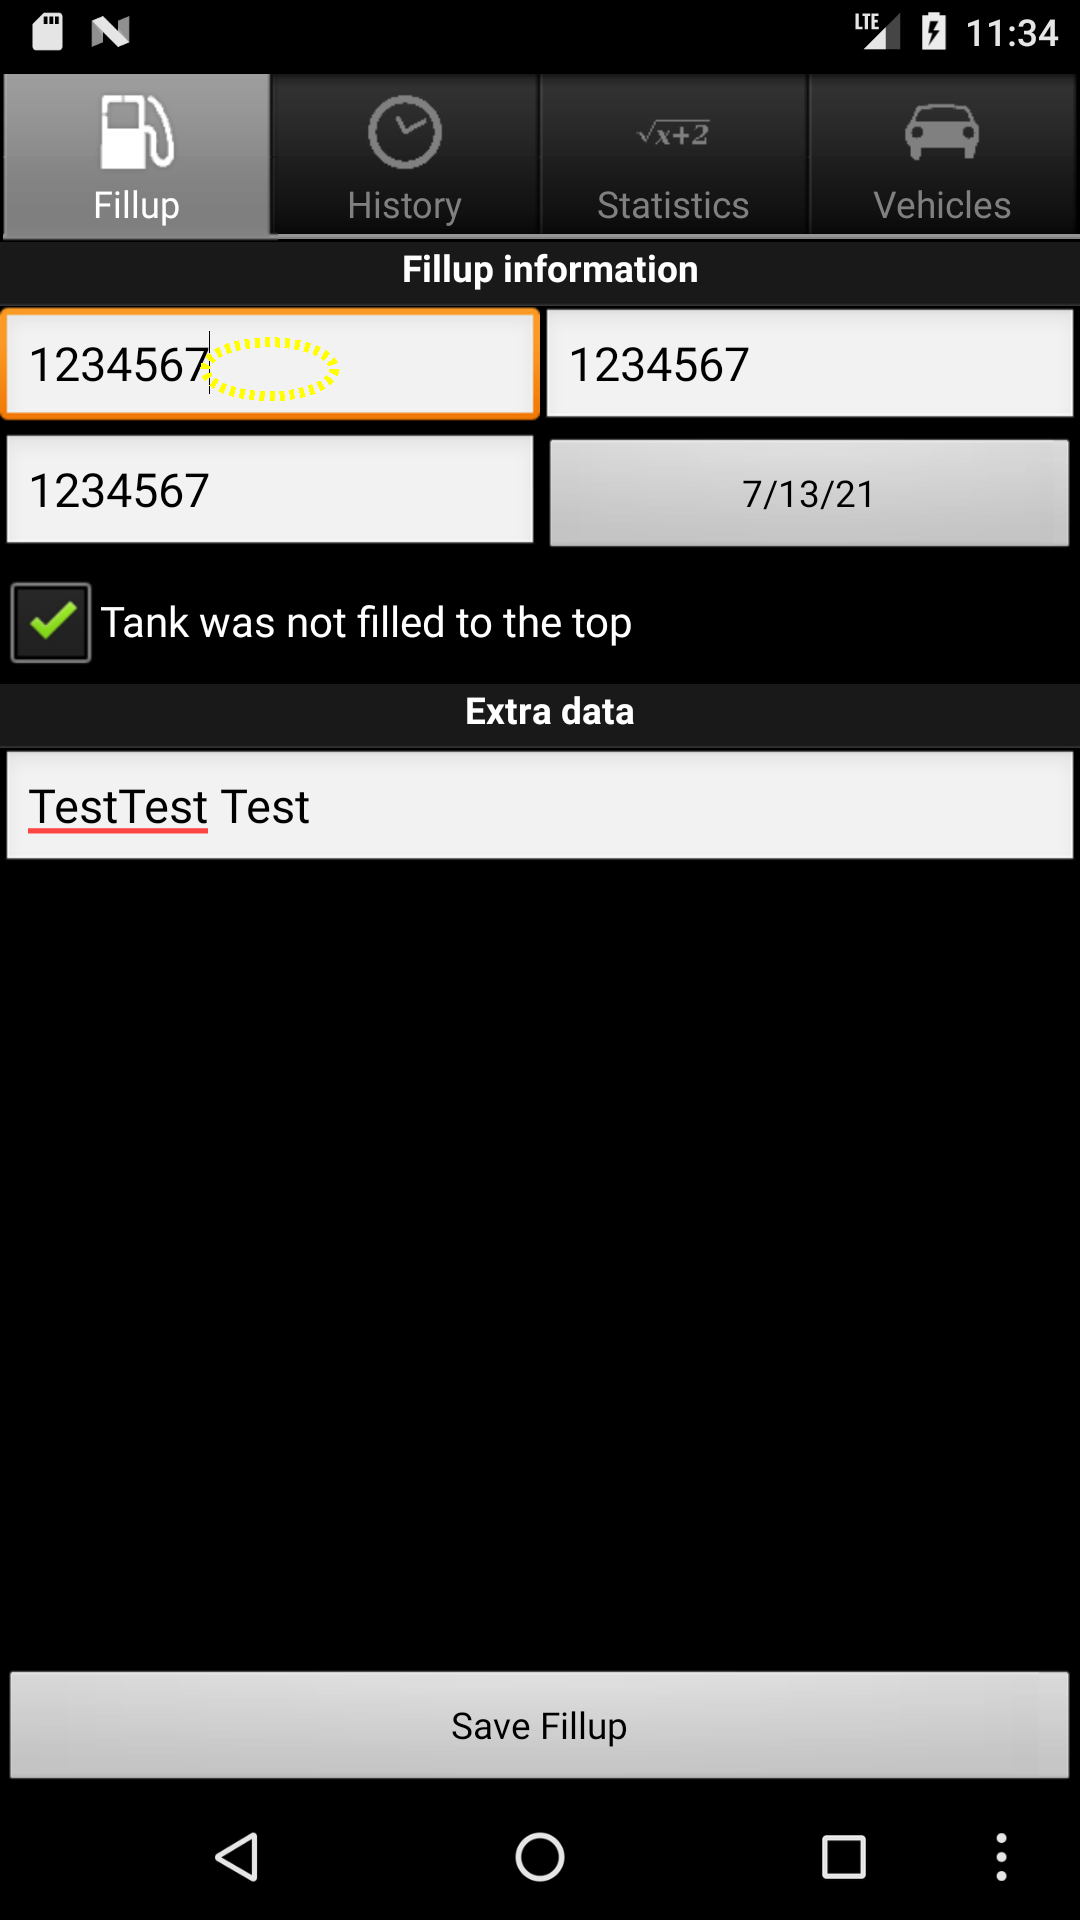 LTE 11:34
Fillup History √x+2 Statistics Vehicles
Fillup information
1234567 1234567
1234567 7/13/21
Tank was not filled to the top
Extra data
TestTest Test
Save Fillup